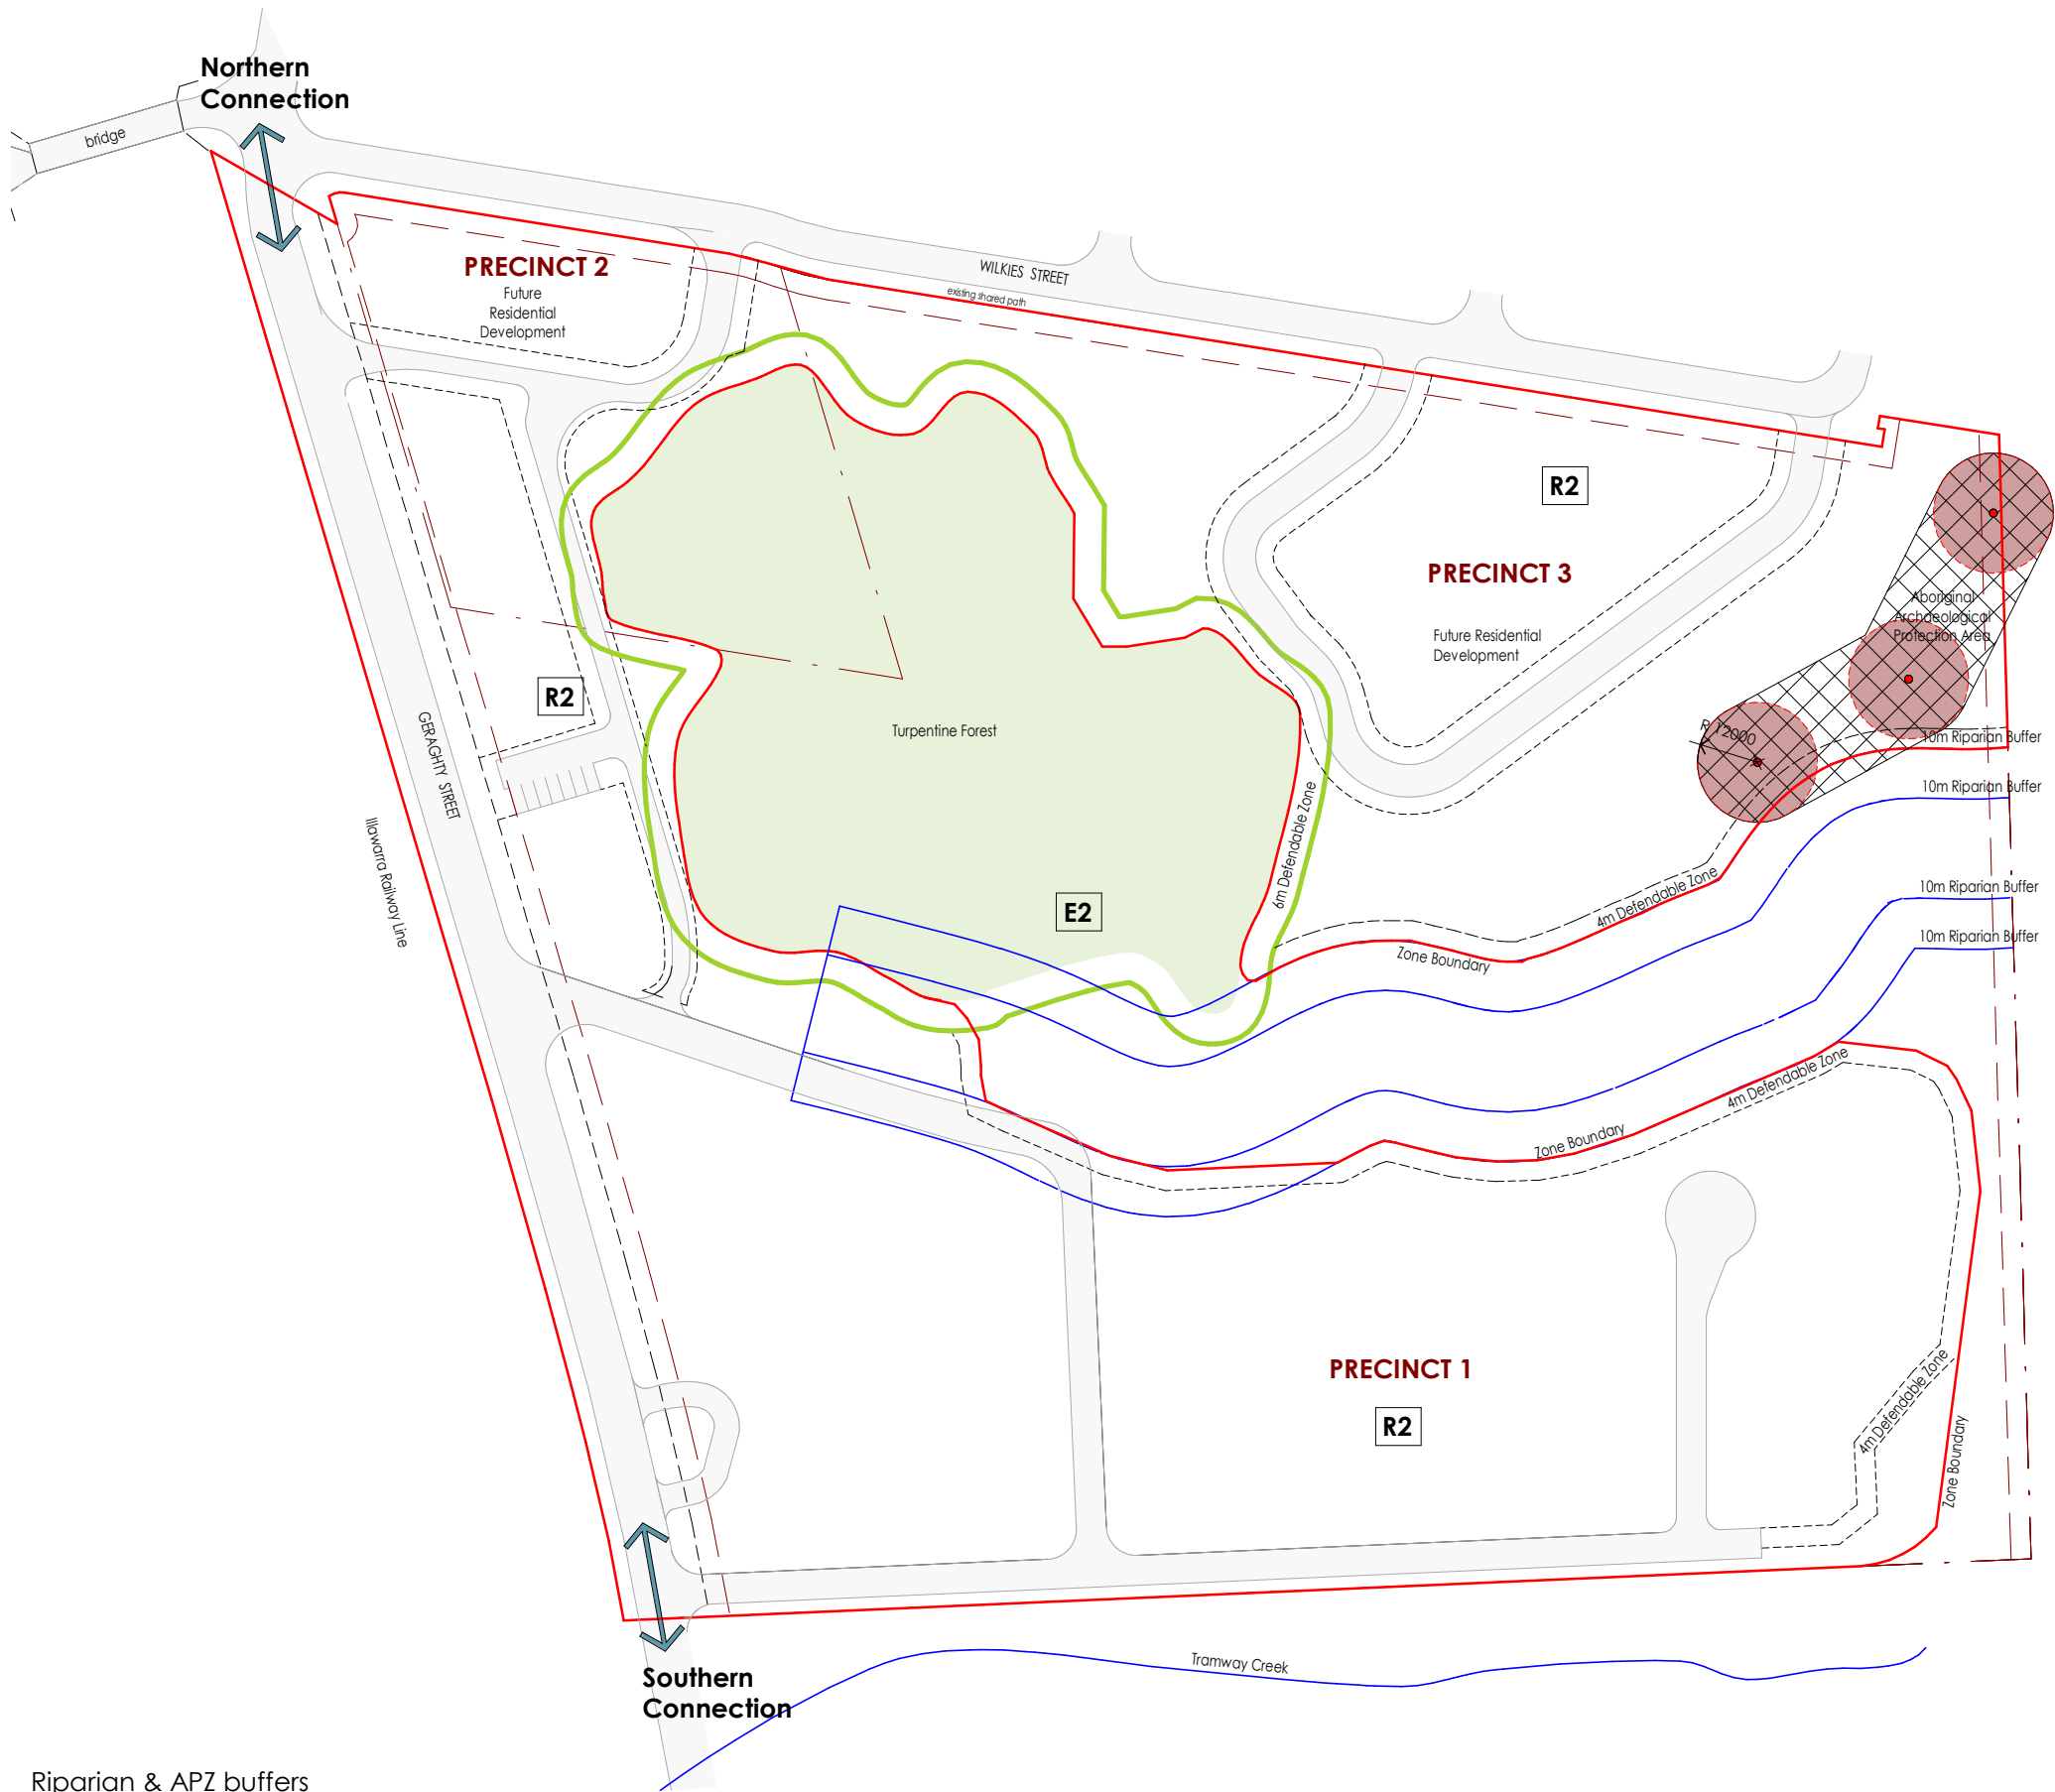 Northern
Connection
bridge
WILKIES STREET
existing shared path
PRECINCT 2
Future
Residential
Development
R2
PRECINCT 3
Future Residential
Development
Aboriginal
Archaeological
Protection Area
R 12000
10m Riparian Buffer
10m Riparian Buffer
10m Riparian Buffer
10m Riparian Buffer
R2
GERAGHTY STREET
Illawarra Railway Line
Turpentine Forest
6m Defendable Zone
E2
4m Defendable Zone
Zone Boundary
4m Defendable Zone
Zone Boundary
PRECINCT 1
R2
4m Defendable Zone
Zone Boundary
Tramway Creek
Southern
Connection
Riparian & APZ buffers